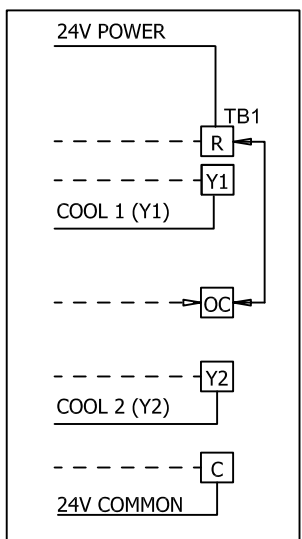 24V POWER
TB1
R
Y1
COOL 1 (Y1)
OC
Y2
COOL 2 (Y2)
C
24V COMMON